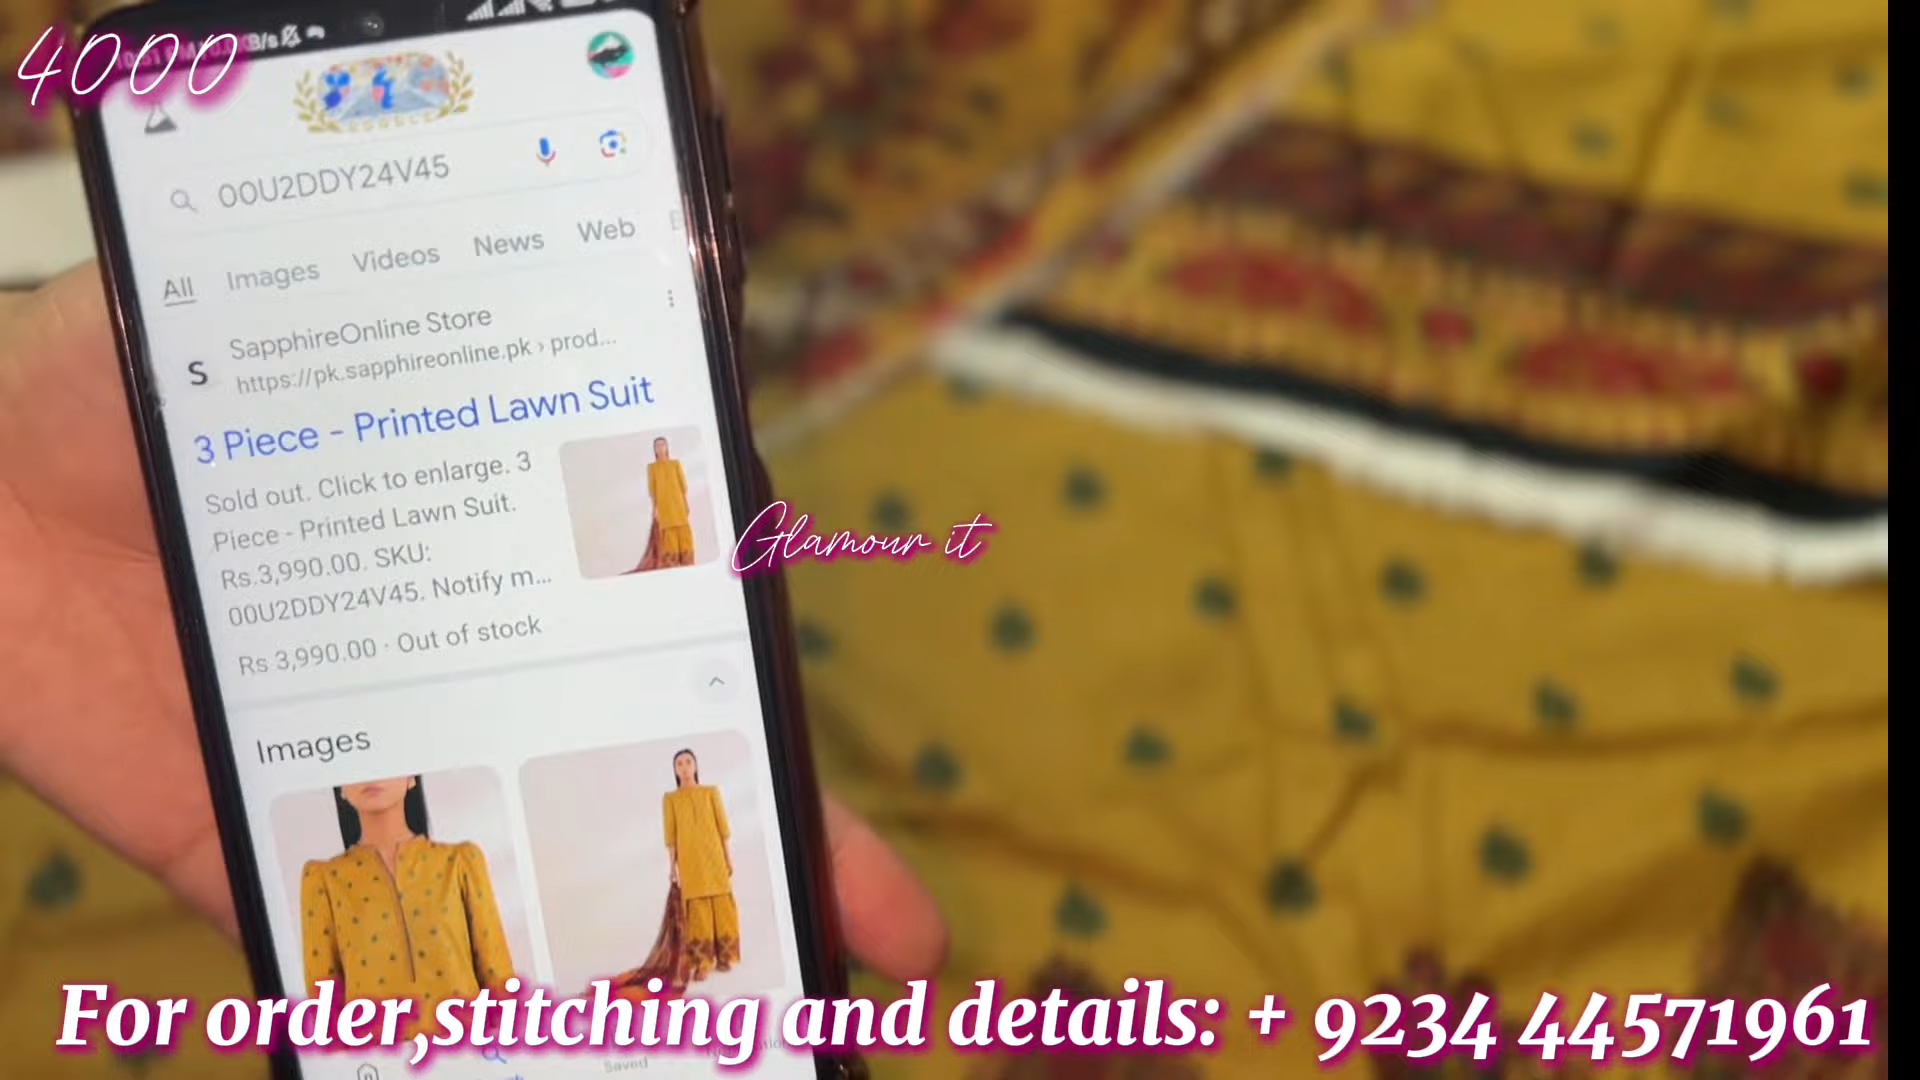 4000
00U2DDY24V45
All Images Videos News Web
SapphireOnline Store
S
https://pk.sapphireonline.pk › prod...
3 Piece - Printed Lawn Suit
Sold out. Click to enlarge. 3
Piece - Printed Lawn Suit.
Rs.3,990.00. SKU:
00U2DDY24V45. Notify m...
Rs 3,990.00 · Out of stock
Glamour it
Images
For order,stitching and details: + 9234 44571961
Saved